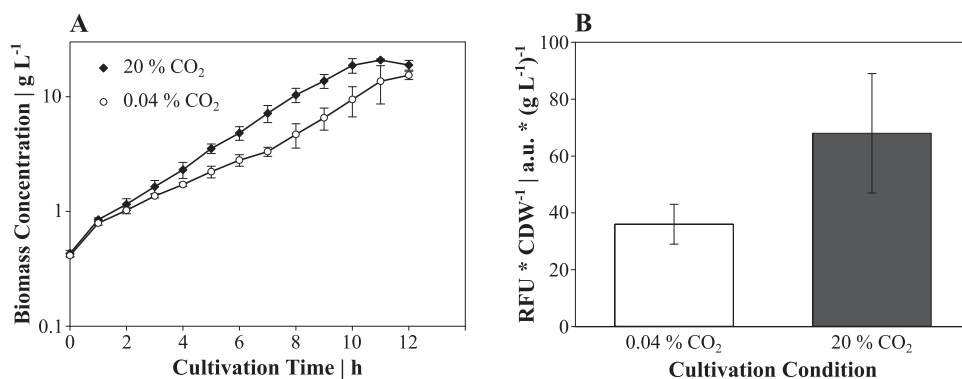 A
Biomass Concentration | g L⁻¹
10
1
0.1
20 % CO₂
0.04 % CO₂
0 2 4 6 8 10 12
Cultivation Time | h
B
RFU * CDW⁻¹ | a.u. * (g L⁻¹)⁻¹
100
80
60
40
20
0
0.04 % CO₂ 20 % CO₂
Cultivation Condition